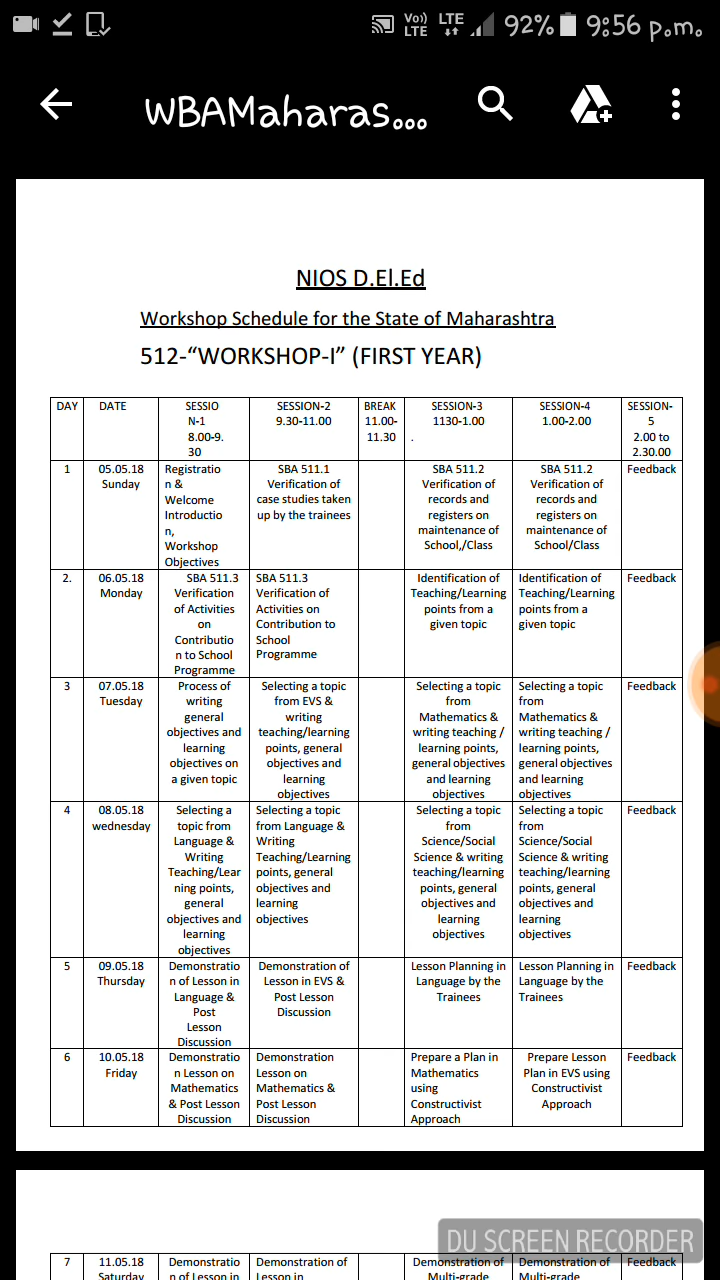 Vo)) LTE LTE 92% 9:56 p.m.
WBAMaharas...
NIOS D.El.Ed
Workshop Schedule for the State of Maharashtra
512-“WORKSHOP-I” (FIRST YEAR)
DAY
DATE
SESSIO
N-1
8.00-9.
30
SESSION-2
9.30-11.00
BREAK
11.00-
11.30
SESSION-3
1130-1.00
.
SESSION-4
1.00-2.00
SESSION-
5
2.00 to
2.30.00
1
05.05.18
Sunday
Registratio
n &
Welcome
Introductio
n,
Workshop
Objectives
SBA 511.1
Verification of
case studies taken
up by the trainees
SBA 511.2
Verification of
records and
registers on
maintenance of
School,/Class
SBA 511.2
Verification of
records and
registers on
maintenance of
School/Class
Feedback
2.
06.05.18
Monday
SBA 511.3
Verification
of Activities
on
Contributio
n to School
Programme
SBA 511.3
Verification of
Activities on
Contribution to
School
Programme
Identification of
Teaching/Learning
points from a
given topic
Identification of
Teaching/Learning
points from a
given topic
Feedback
3
07.05.18
Tuesday
Process of
writing
general
objectives and
learning
objectives on
a given topic
Selecting a topic
from EVS &
writing
teaching/learning
points, general
objectives and
learning
objectives
Selecting a topic
from
Mathematics &
writing teaching /
learning points,
general objectives
and learning
objectives
Selecting a topic
from
Mathematics &
writing teaching /
learning points,
general objectives
and learning
objectives
Feedback
4
08.05.18
wednesday
Selecting a
topic from
Language &
Writing
Teaching/Lear
ning points,
general
objectives and
learning
objectives
Selecting a topic
from Language &
Writing
Teaching/Learning
points, general
objectives and
learning
objectives
Selecting a topic
from
Science/Social
Science & writing
teaching/learning
points, general
objectives and
learning
objectives
Selecting a topic
from
Science/Social
Science & writing
teaching/learning
points, general
objectives and
learning
objectives
Feedback
5
09.05.18
Thursday
Demonstratio
n of Lesson in
Language &
Post
Lesson
Discussion
Demonstration of
Lesson in EVS &
Post Lesson
Discussion
Lesson Planning in
Language by the
Trainees
Lesson Planning in
Language by the
Trainees
Feedback
6
10.05.18
Friday
Demonstratio
n Lesson on
Mathematics
& Post Lesson
Discussion
Demonstration
Lesson on
Mathematics &
Post Lesson
Discussion
Prepare a Plan in
Mathematics
using
Constructivist
Approach
Prepare Lesson
Plan in EVS using
Constructivist
Approach
Feedback
DU SCREEN RECORDER
7
11.05.18
Saturday
Demonstratio
n of Lesson in
Demonstration of
Lesson in
Demonstration of
Multi-grade
Demonstration of
Multi-grade
Feedback